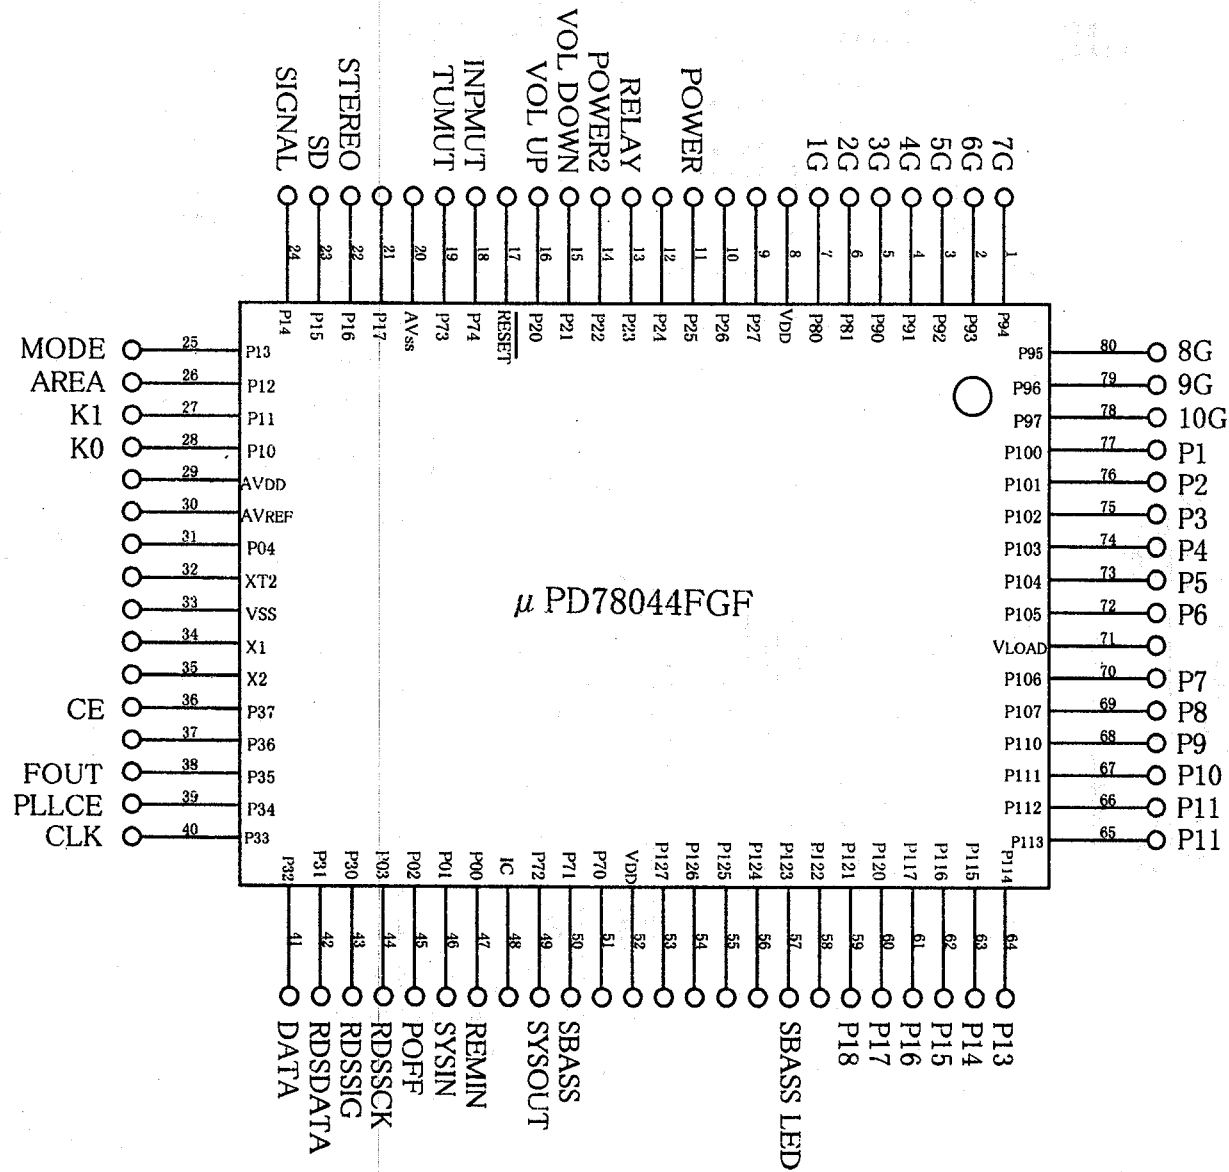 SIGNAL
SD
STEREO
TUMUT
INPMUT
VOL UP
VOL DOWN
POWER2
RELAY
POWER
1G
2G
3G
4G
5G
6G
7G
24
23
22
21
20
19
18
17
16
15
14
13
12
11
10
9
8
7
6
5
4
3
2
1
P14
P15
P16
P17
AVss
P73
P74
RESET
P20
P21
P22
P23
P24
P25
P26
P27
VDD
P80
P81
P90
P91
P92
P93
P94
MODE 25 P13
AREA 26 P12
K1 27 P11
K0 28 P10
29 AVDD
30 AVREF
31 P04
32 XT2
33 VSS
34 X1
35 X2
CE 36 P37
37 P36
FOUT 38 P35
PLLCE 39 P34
CLK 40 P33
μ PD78044FGF
P95 80 8G
P96 79 9G
P97 78 10G
P100 77 P1
P101 76 P2
P102 75 P3
P103 74 P4
P104 73 P5
P105 72 P6
VLOAD 71
P106 70 P7
P107 69 P8
P110 68 P9
P111 67 P10
P112 66 P11
P113 65 P11
P32
P31
P30
P03
P02
P01
P00
IC
P72
P71
P70
VDD
P127
P126
P125
P124
P123
P122
P121
P120
P117
P116
P115
P114
41
42
43
44
45
46
47
48
49
50
51
52
53
54
55
56
57
58
59
60
61
62
63
64
DATA
RDSDATA
RDSSIG
RDSSCK
POFF
SYSIN
REMIN
SYSOUT
SBASS
SBASS LED
P18
P17
P16
P15
P14
P13